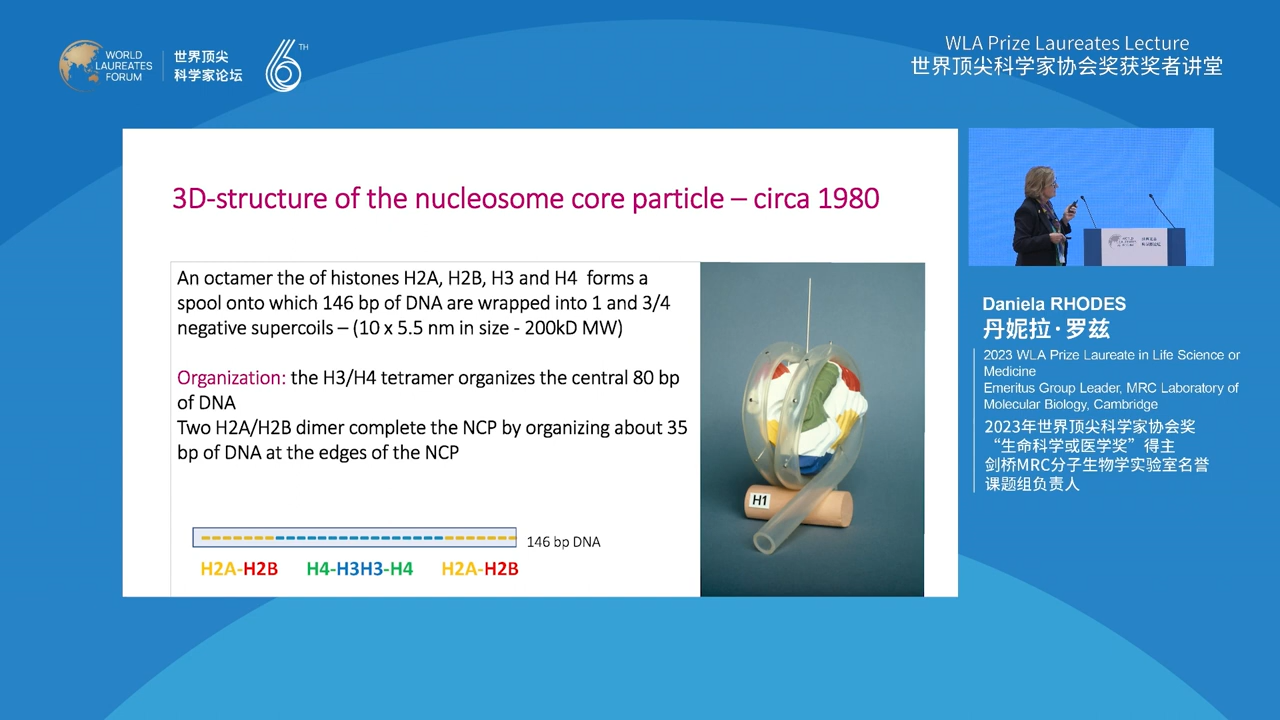 WORLD
LAUREATES
FORUM
世界顶尖
科学家论坛
6TH
WLA Prize Laureates Lecture
世界顶尖科学家协会奖获奖者讲堂
3D-structure of the nucleosome core particle – circa 1980
An octamer the of histones H2A, H2B, H3 and H4 forms a
spool onto which 146 bp of DNA are wrapped into 1 and 3/4
negative supercoils – (10 x 5.5 nm in size - 200kD MW)
Organization: the H3/H4 tetramer organizes the central 80 bp
of DNA
Two H2A/H2B dimer complete the NCP by organizing about 35
bp of DNA at the edges of the NCP
146 bp DNA
H2A-H2B H4-H3H3-H4 H2A-H2B
H1
Daniela RHODES
丹妮拉·罗兹
2023 WLA Prize Laureate in Life Science or
Medicine
Emeritus Group Leader, MRC Laboratory of
Molecular Biology, Cambridge
2023年世界顶尖科学家协会奖
“生命科学或医学奖”得主
剑桥MRC分子生物学实验室名誉
课题组负责人